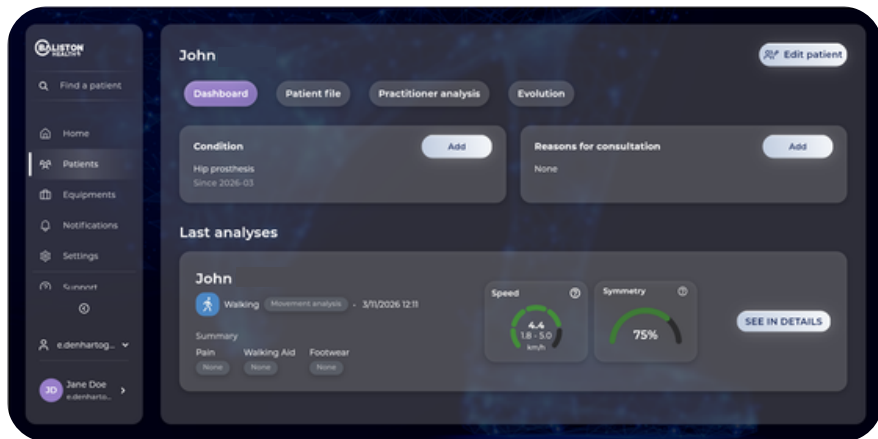 BALISTON
HEALTH
Find a patient
Home
Patients
Equipments
Notifications
Settings
Support
e.denhartog...
JD
Jane Doe
e.denharto...
John
Edit patient
Dashboard
Patient file
Practitioner analysis
Evolution
Condition
Add
Hip prosthesis
Since 2026-03
Reasons for consultation
Add
None
Last analyses
John
Walking Movement analysis - 3/11/2026 12:11
Summary
Pain Walking Aid Footwear
None None None
Speed
4.4
1.8 - 5.0
km/h
Symmetry
75%
SEE IN DETAILS